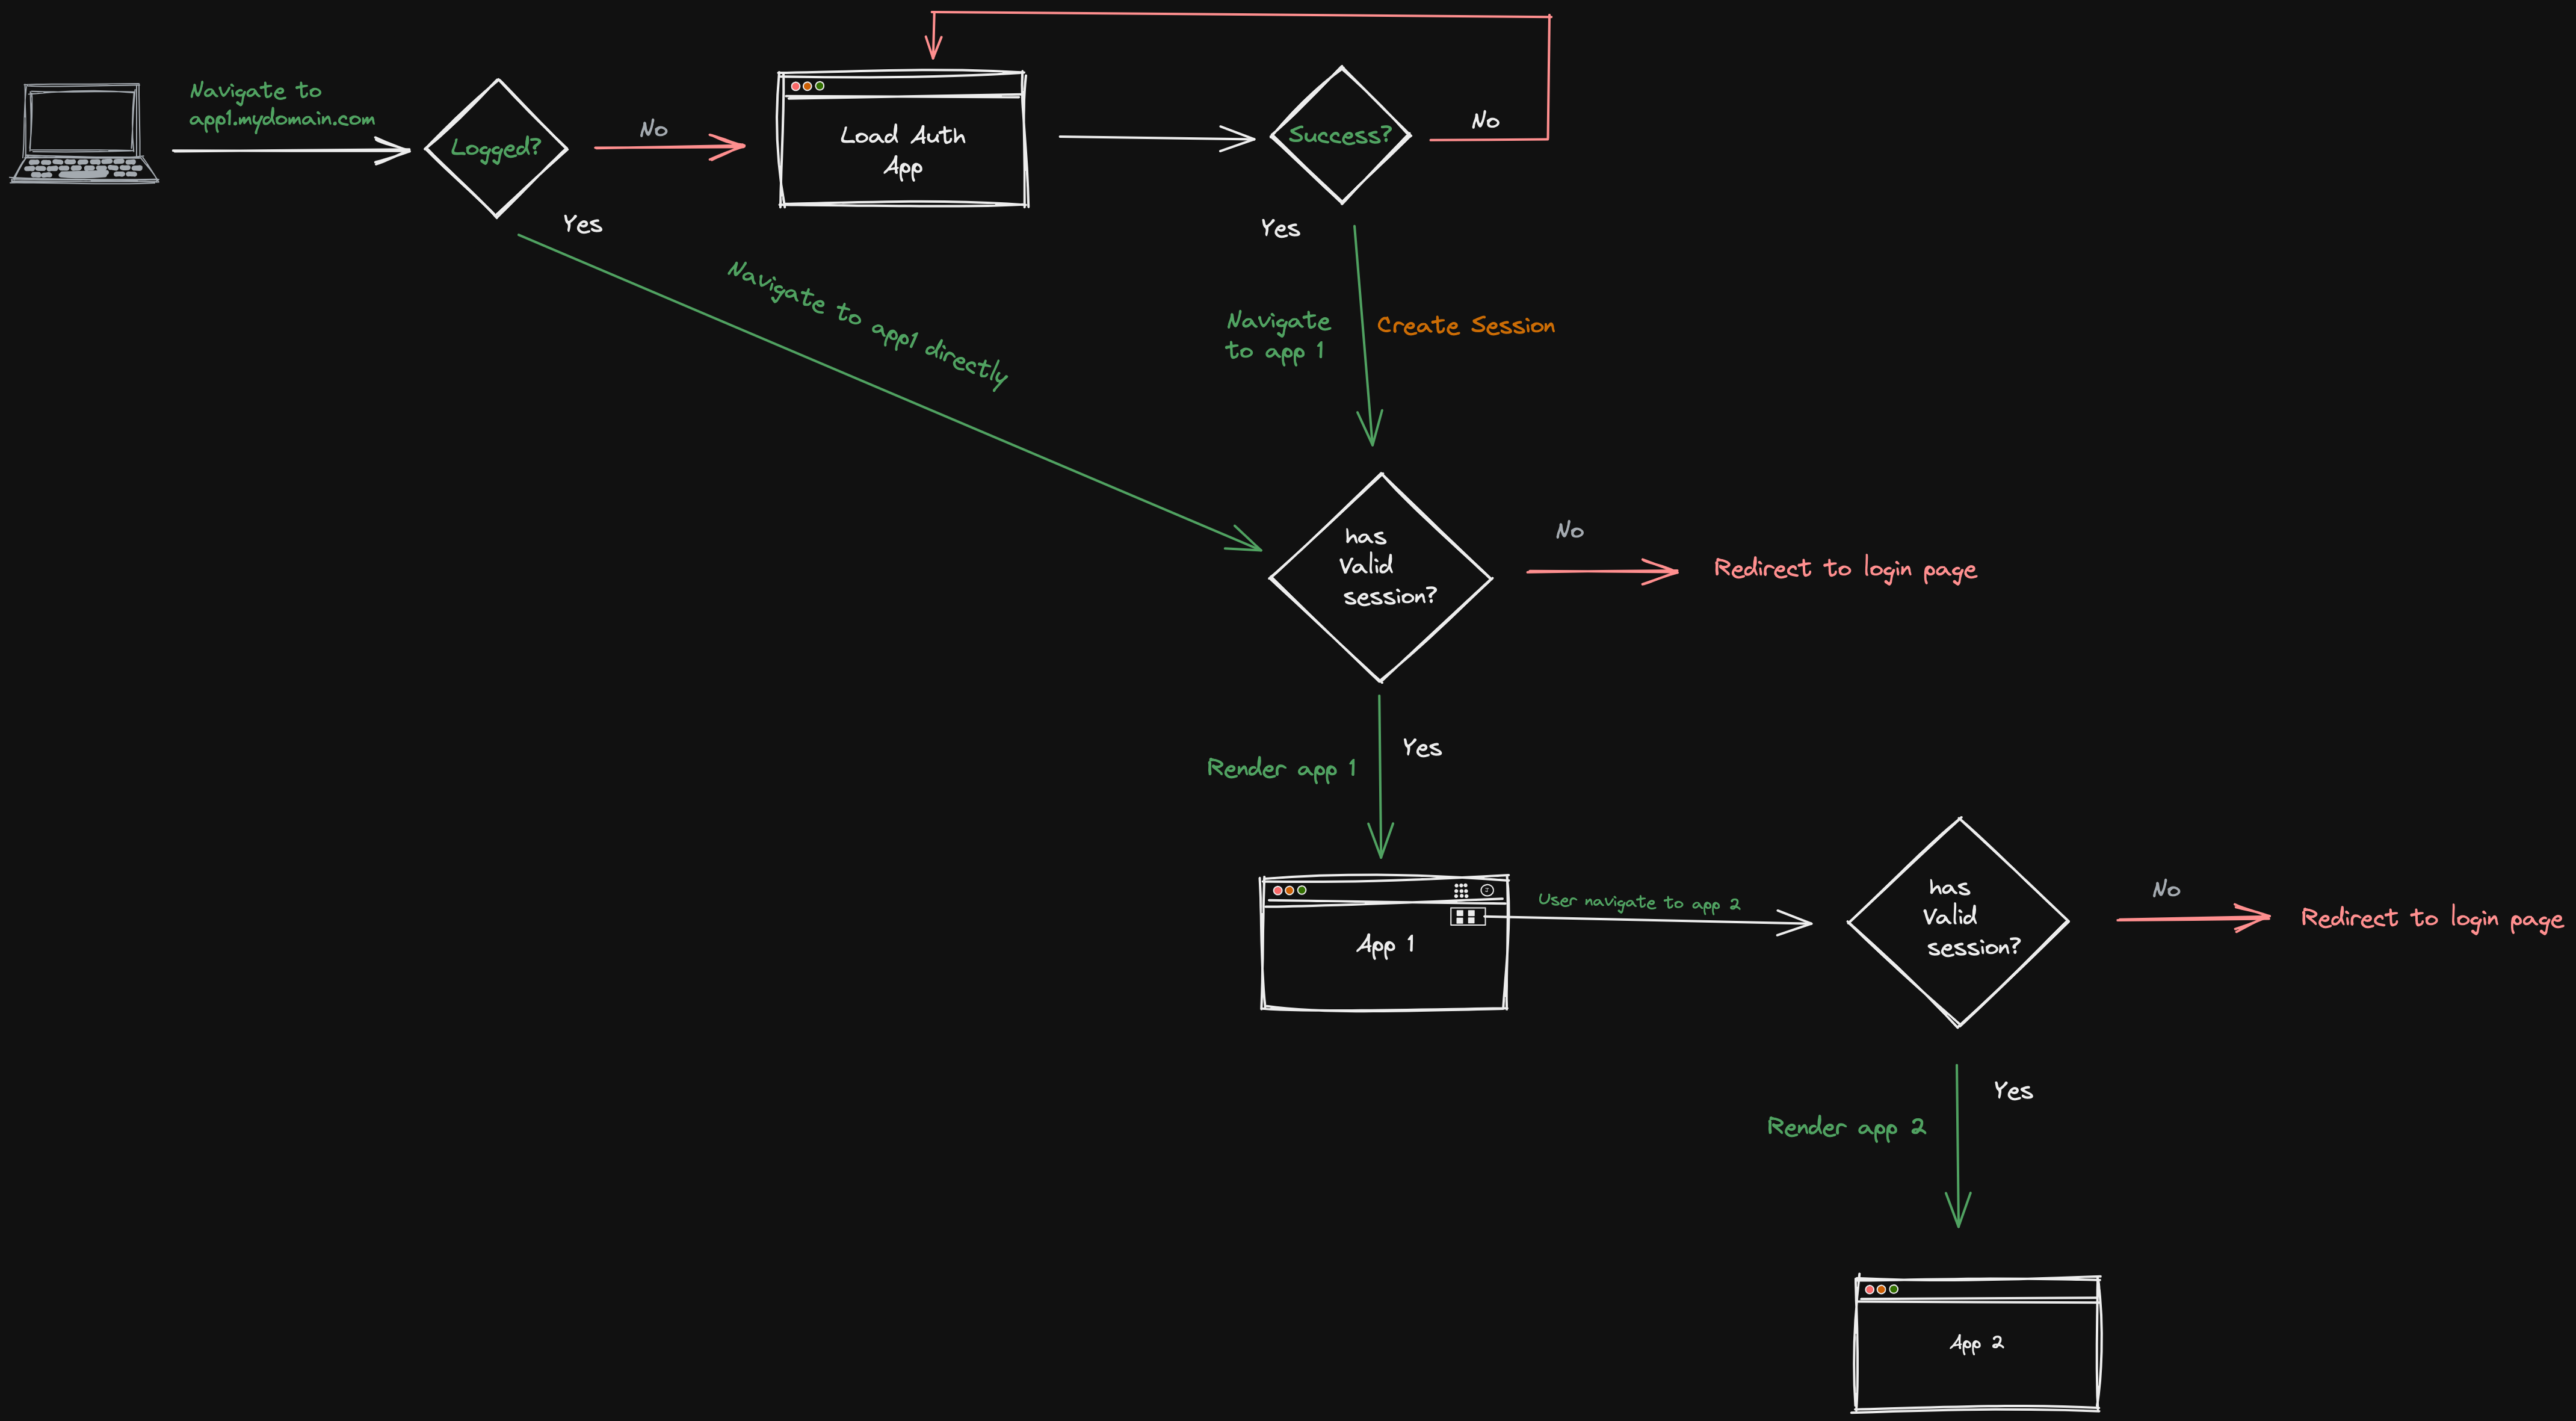 Navigate to
app1.mydomain.com
Logged?
No
Yes
Load Auth
App
Success?
No
Yes
Navigate to app1 directly
Navigate
to app 1
Create Session
has
Valid
session?
No
Redirect to login page
Yes
Render app 1
App 1
User navigate to app 2
has
Valid
session?
No
Redirect to login page
Yes
Render app 2
App 2